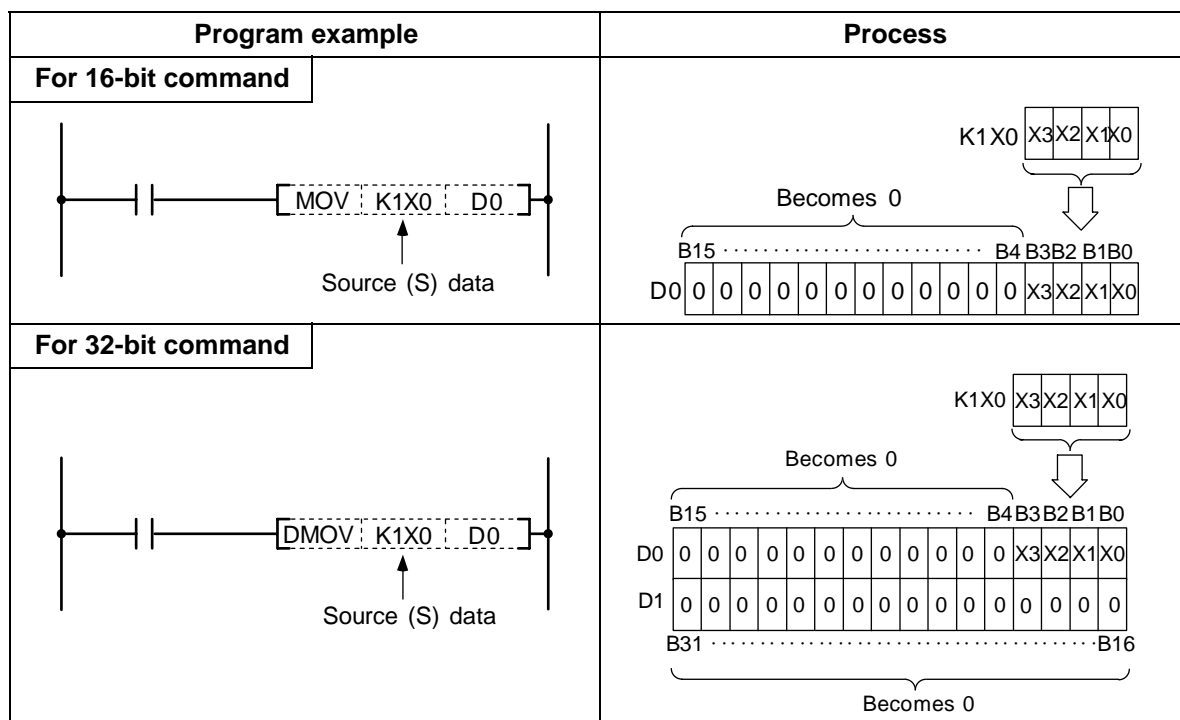 Program example Process
For 16-bit command
MOV K1X0 D0
Source (S) data
K1X0 X3 X2 X1 X0
Becomes 0
B15 ························· B4 B3 B2 B1 B0
D0 0 0 0 0 0 0 0 0 0 0 0 0 X3 X2 X1 X0
For 32-bit command
DMOV K1X0 D0
Source (S) data
K1X0 X3 X2 X1 X0
Becomes 0
B15 ························· B4 B3 B2 B1 B0
D0 0 0 0 0 0 0 0 0 0 0 0 0 X3 X2 X1 X0
D1 0 0 0 0 0 0 0 0 0 0 0 0 0 0 0 0
B31 ····································· B16
Becomes 0